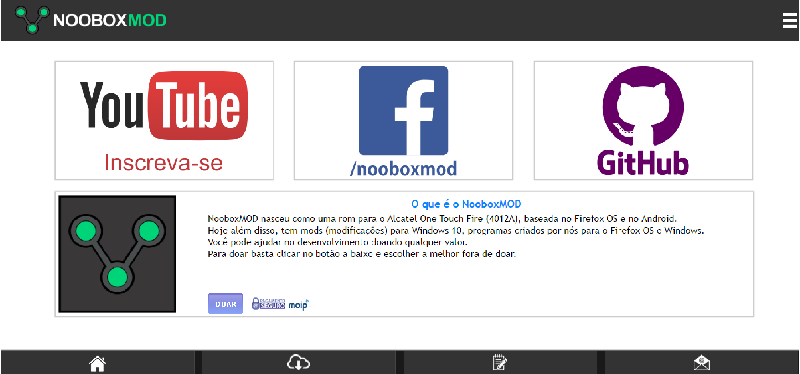 NOOBOXMOD
YouTube
Inscreva-se
/nooboxmod
GitHub
O que é o NooboxMOD
NooboxMOD nasceu como uma rom para o Alcatel One Touch Fire (4012A), baseada no Firefox OS e no Android.
Hoje além disso, tem mods (modificações) para Windows 10, programas criados por nós para o Firefox OS e Windows.
Você pode ajudar no desenvolvimento doando qualquer valor.
Para doar basta clicar no botão a baixo e escolher a melhor fora de doar.
DOAR
PAGAMENTO
SEGURO moip